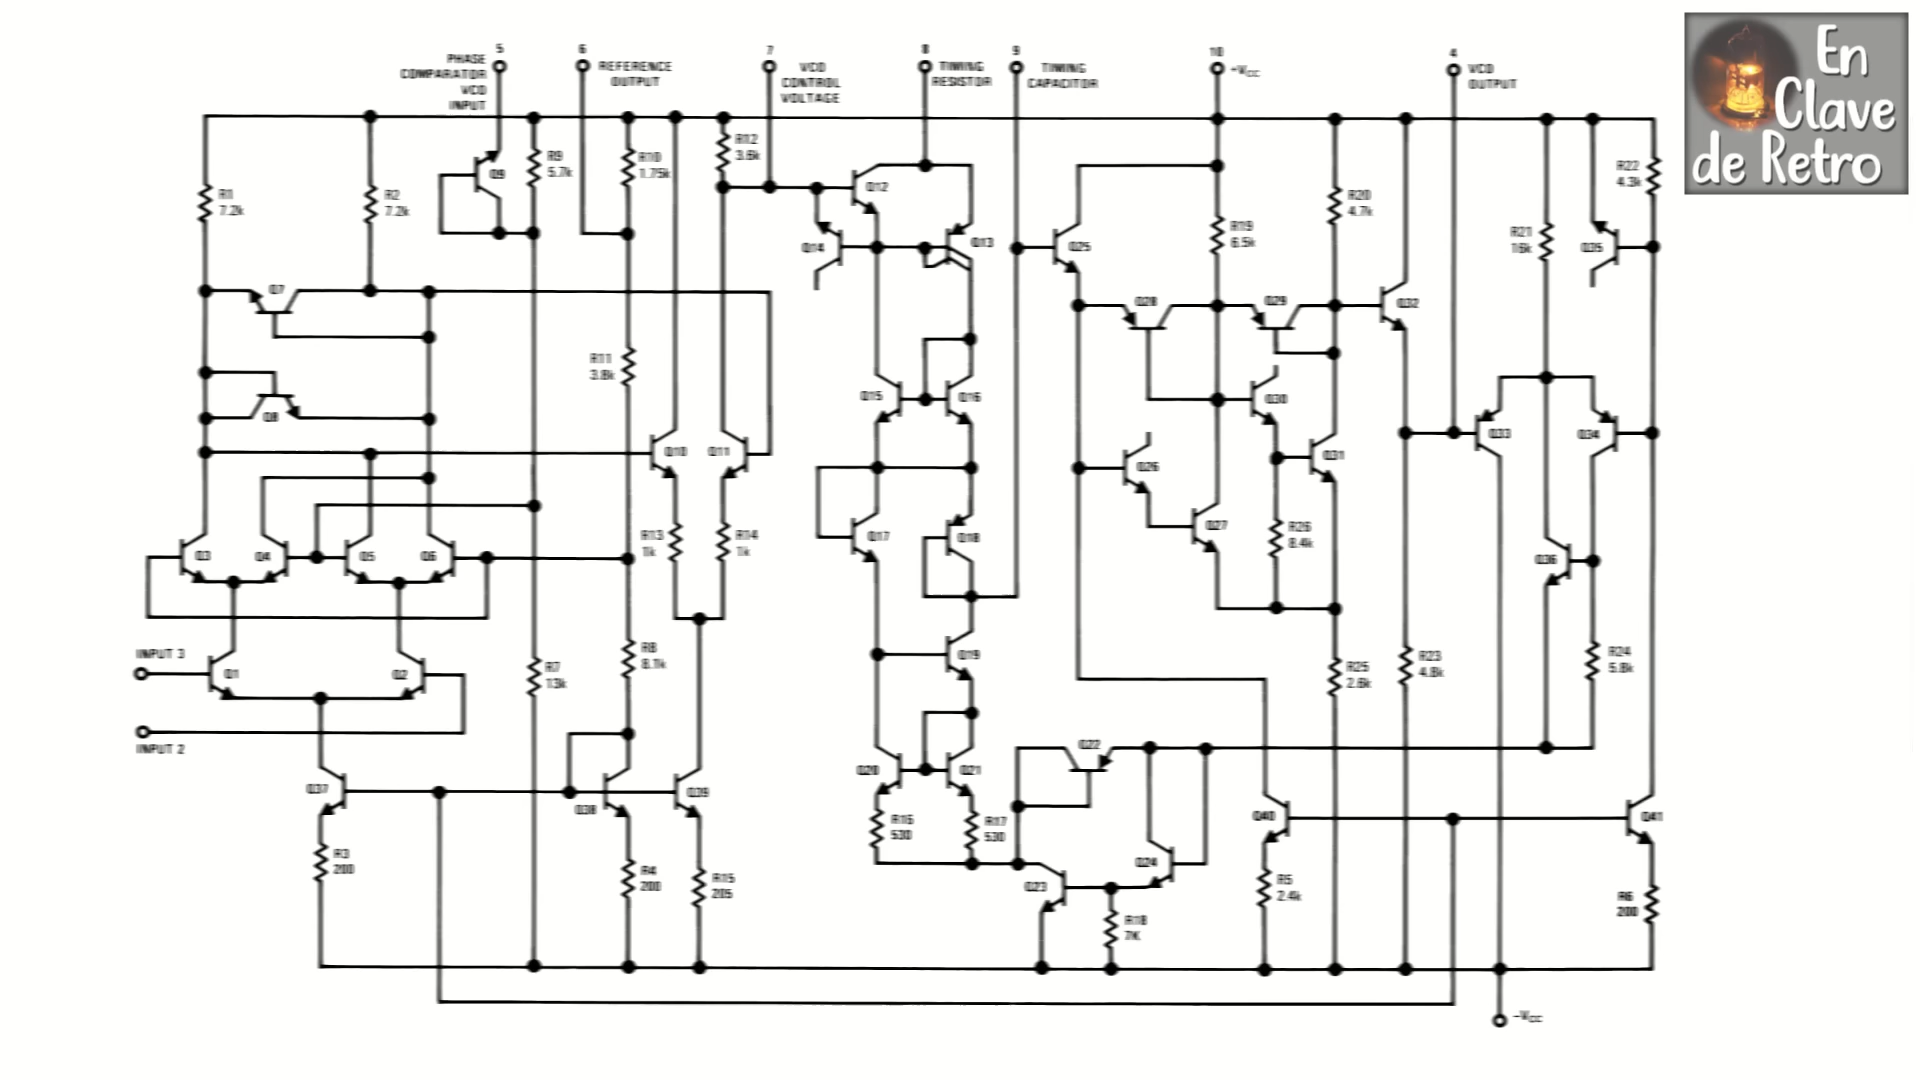 5
PHASE
COMPARATOR
VCO
INPUT
6
REFERENCE
OUTPUT
7
VCO
CONTROL
VOLTAGE
8
TIMING
RESISTOR
9
TIMING
CAPACITOR
10
+VCC
4
VCO
OUTPUT
En
Clave
de Retro
R1
7.2k
R2
7.2k
Q9
R9
5.7k
R10
1.75k
R12
3.6k
Q12
Q14
Q13
Q25
R19
6.5k
R20
4.7k
R21
16k
Q35
R22
4.3k
Q7
Q8
R11
3.8k
Q28
Q29
Q32
Q15
Q16
Q30
Q10
Q11
Q26
Q31
Q33
Q34
Q3
Q4
Q5
Q6
R13
1k
R14
1k
Q17
Q18
Q27
R26
8.4k
Q36
INPUT 3
Q1
Q2
R7
13k
R8
8.1k
Q19
R25
2.6k
R23
4.8k
R24
5.8k
INPUT 2
Q37
Q38
Q39
Q20
Q21
Q22
Q40
Q41
R16
530
R17
530
R3
200
R4
200
R15
205
Q23
Q24
R18
7K
R5
2.4k
R6
200
-VCC